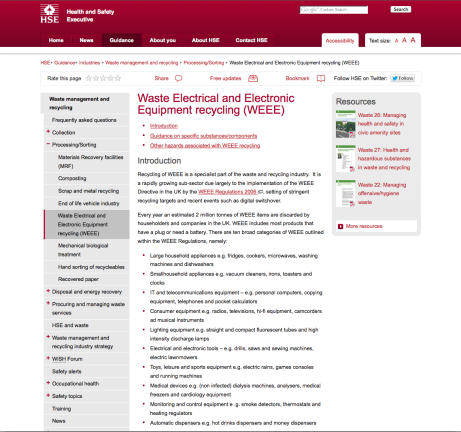 HSE
Health and Safety
Executive
Google Custom Search
Search
Home
News
Guidance
About you
About HSE
Contact HSE
Accessibility
Text size: A A A
HSE› Guidance› Industries › Waste management and recycling › Processing/Sorting › Waste Electrical and Electronic Equipment recycling (WEEE)
Rate this page
Share
Free updates
Bookmark
Follow HSE on Twitter:
Follow
Waste management and
recycling
Frequently asked questions
+ Collection
− Processing/Sorting
Materials Recovery facilities
(MRF)
Composting
Scrap and metal recycling
End of life vehicle industry
Waste Electrical and
Electronic Equipment
recycling (WEEE)
Mechanical biological
treatment
Hand sorting of recycleables
Recovered paper
+ Disposal and energy recovery
+ Procuring and managing waste
services
HSE and waste
+ Waste management and
recycling industry strategy
+ WISH Forum
Safety alerts
+ Occupational health
+ Safety topics
Training
News
Waste Electrical and Electronic
Equipment recycling (WEEE)
• Introduction
• Guidance on specific substances/components
• Other hazards associated with WEEE recycling
Introduction
Recycling of WEEE is a specialist part of the waste and recycling industry. It is
a rapidly growing sub-sector due largely to the implementation of the WEEE
Directive in the UK by the WEEE Regulations 2006, setting of stringent
recycling targets and recent events such as digital switchover.
Every year an estimated 2 million tonnes of WEEE items are discarded by
householders and companies in the UK. WEEE includes most products that
have a plug or need a battery. There are ten broad categories of WEEE outlined
within the WEEE Regulations, namely:
• Large household appliances e.g. fridges, cookers, microwaves, washing
machines and dishwashers
• Smallhousehold appliances e.g. vacuum cleaners, irons, toasters and
clocks
• IT and telecommunications equipment – e.g. personal computers, copying
equipment, telephones and pocket calculators
• Consumer equipment e.g. radios, televisions, hi-fi equipment, camcorders
ad musical instruments
• Lighting equipment e.g. straight and compact fluorescent tubes and high
intensity discharge lamps
• Electrical and electronic tools – e.g. drills, saws and sewing machines,
electric lawnmowers
• Toys, leisure and sports equipment e.g. electric rains, games consoles
and running machines
• Medical devices e.g. (non infected) dialysis machines, analysers, medical
freezers and cardiology equipment
• Monitoring and control equipment e .g. smoke detectors, thermostats and
heating regulators
• Automatic dispensers e.g. hot drinks dispensers and money dispensers
Resources
Waste 26: Managing
health and safety in
civic amenity sites
Waste 27: Health and
hazardous substances
in waste and recycling
Waste 22: Managing
offensive/hygiene
waste
More resources